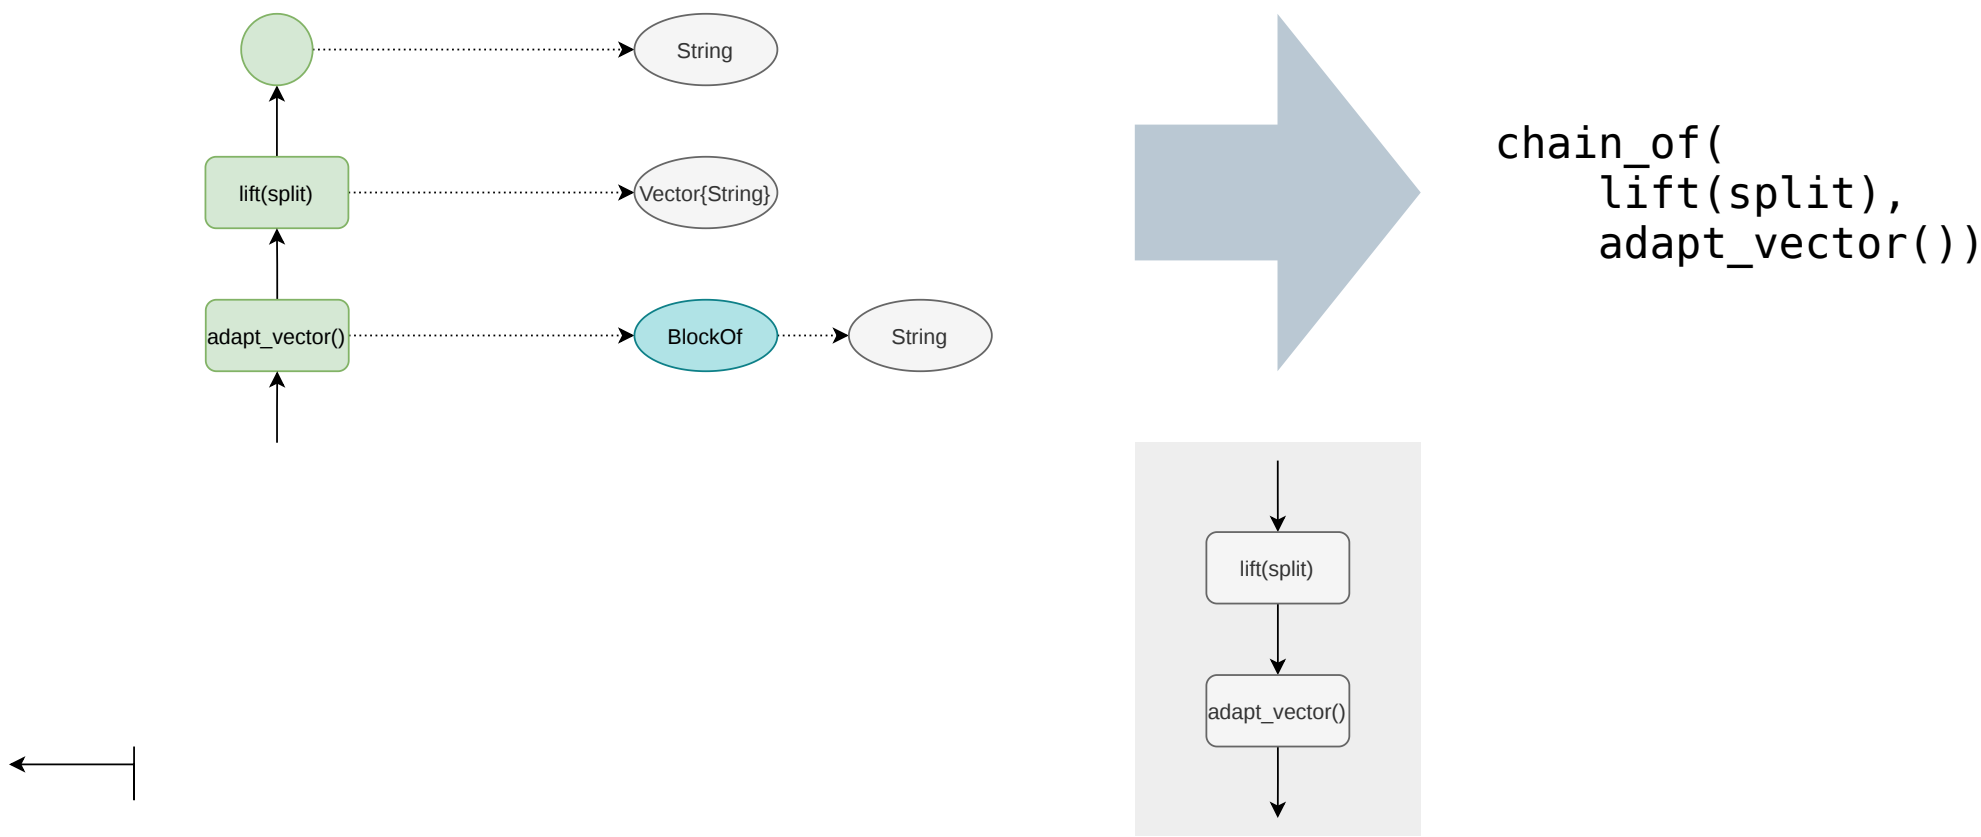 String
lift(split)
Vector{String}
adapt_vector()
BlockOf
String
chain_of(
    lift(split),
    adapt_vector())
lift(split)
adapt_vector()